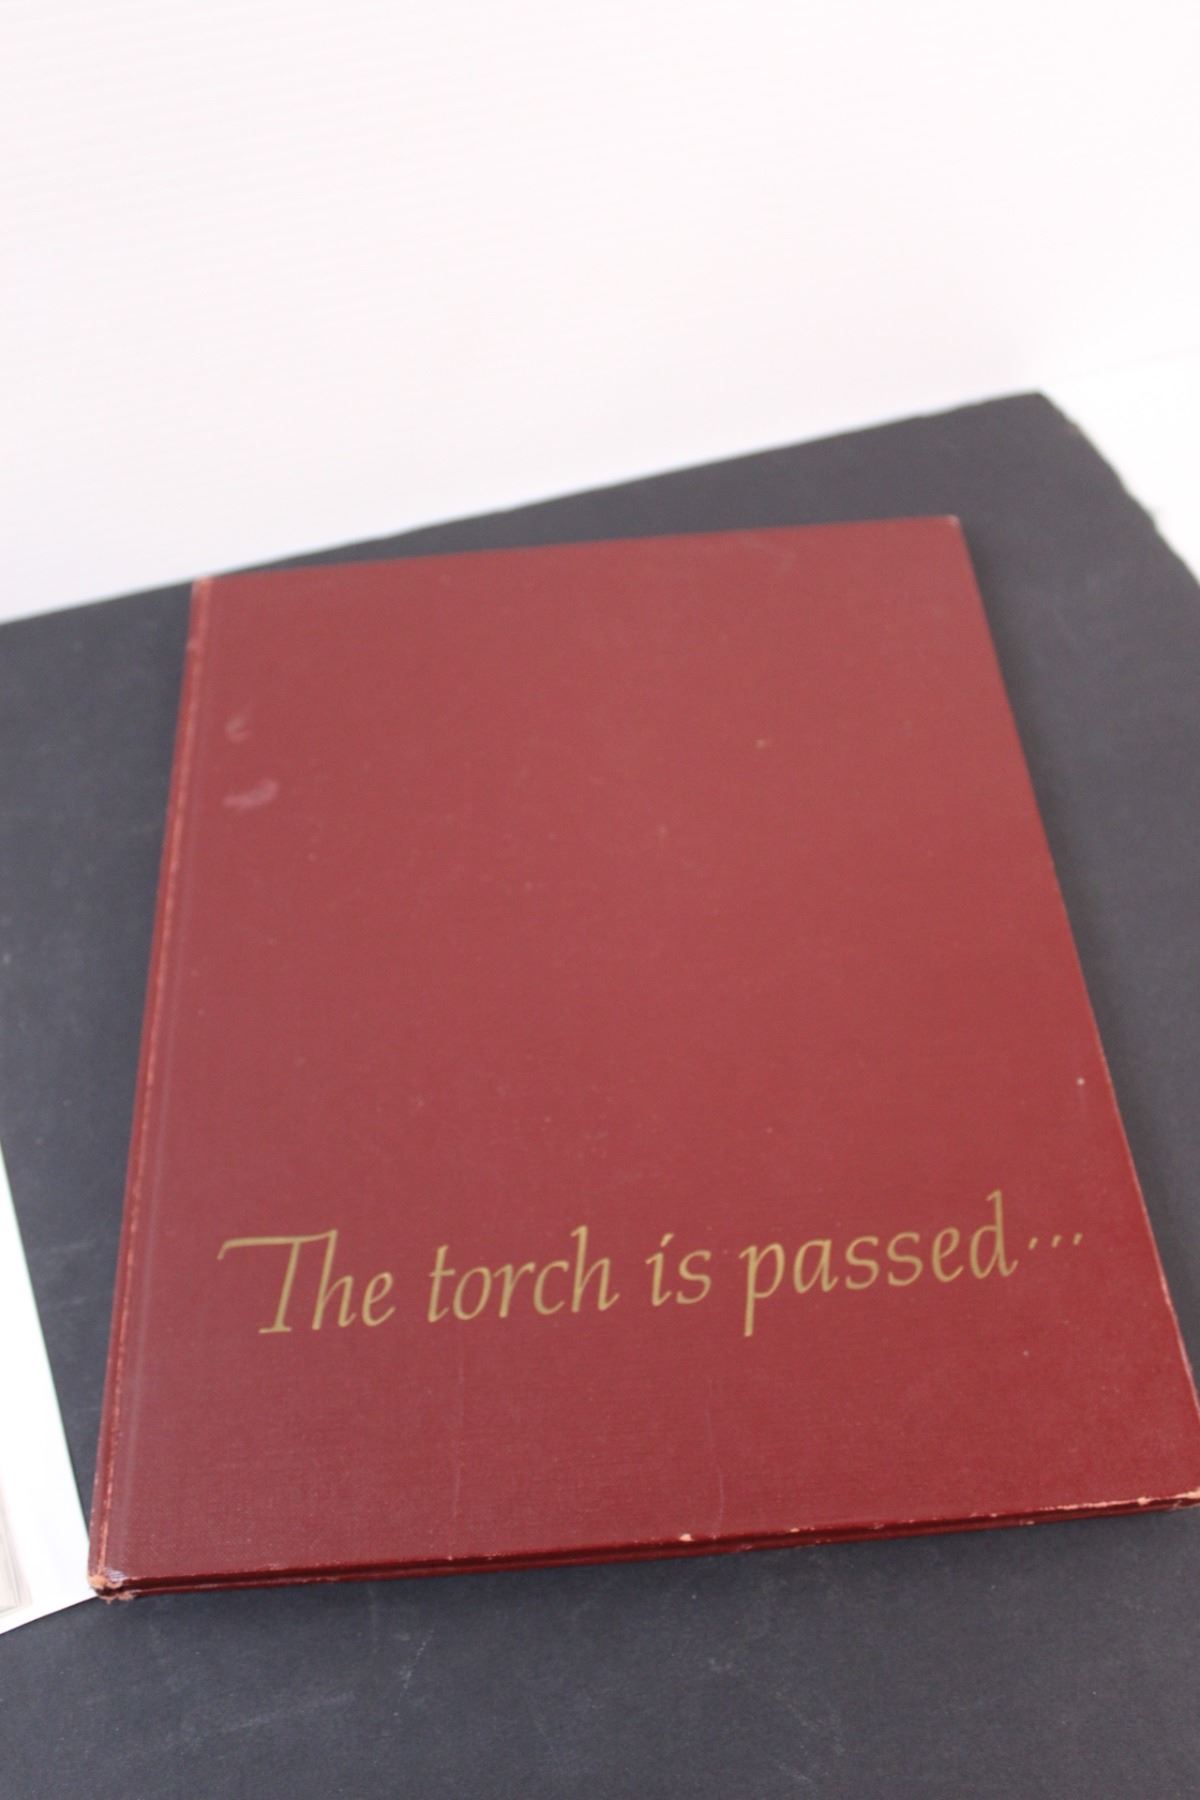 The torch is passed...